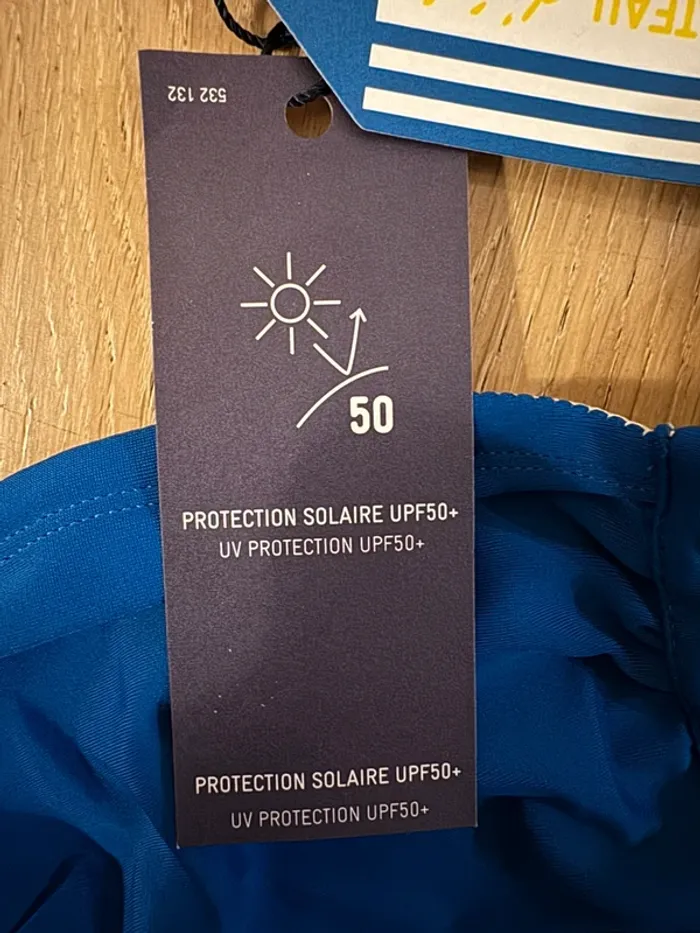 532 132
50
PROTECTION SOLAIRE UPF50+
UV PROTECTION UPF50+
PROTECTION SOLAIRE UPF50+
UV PROTECTION UPF50+